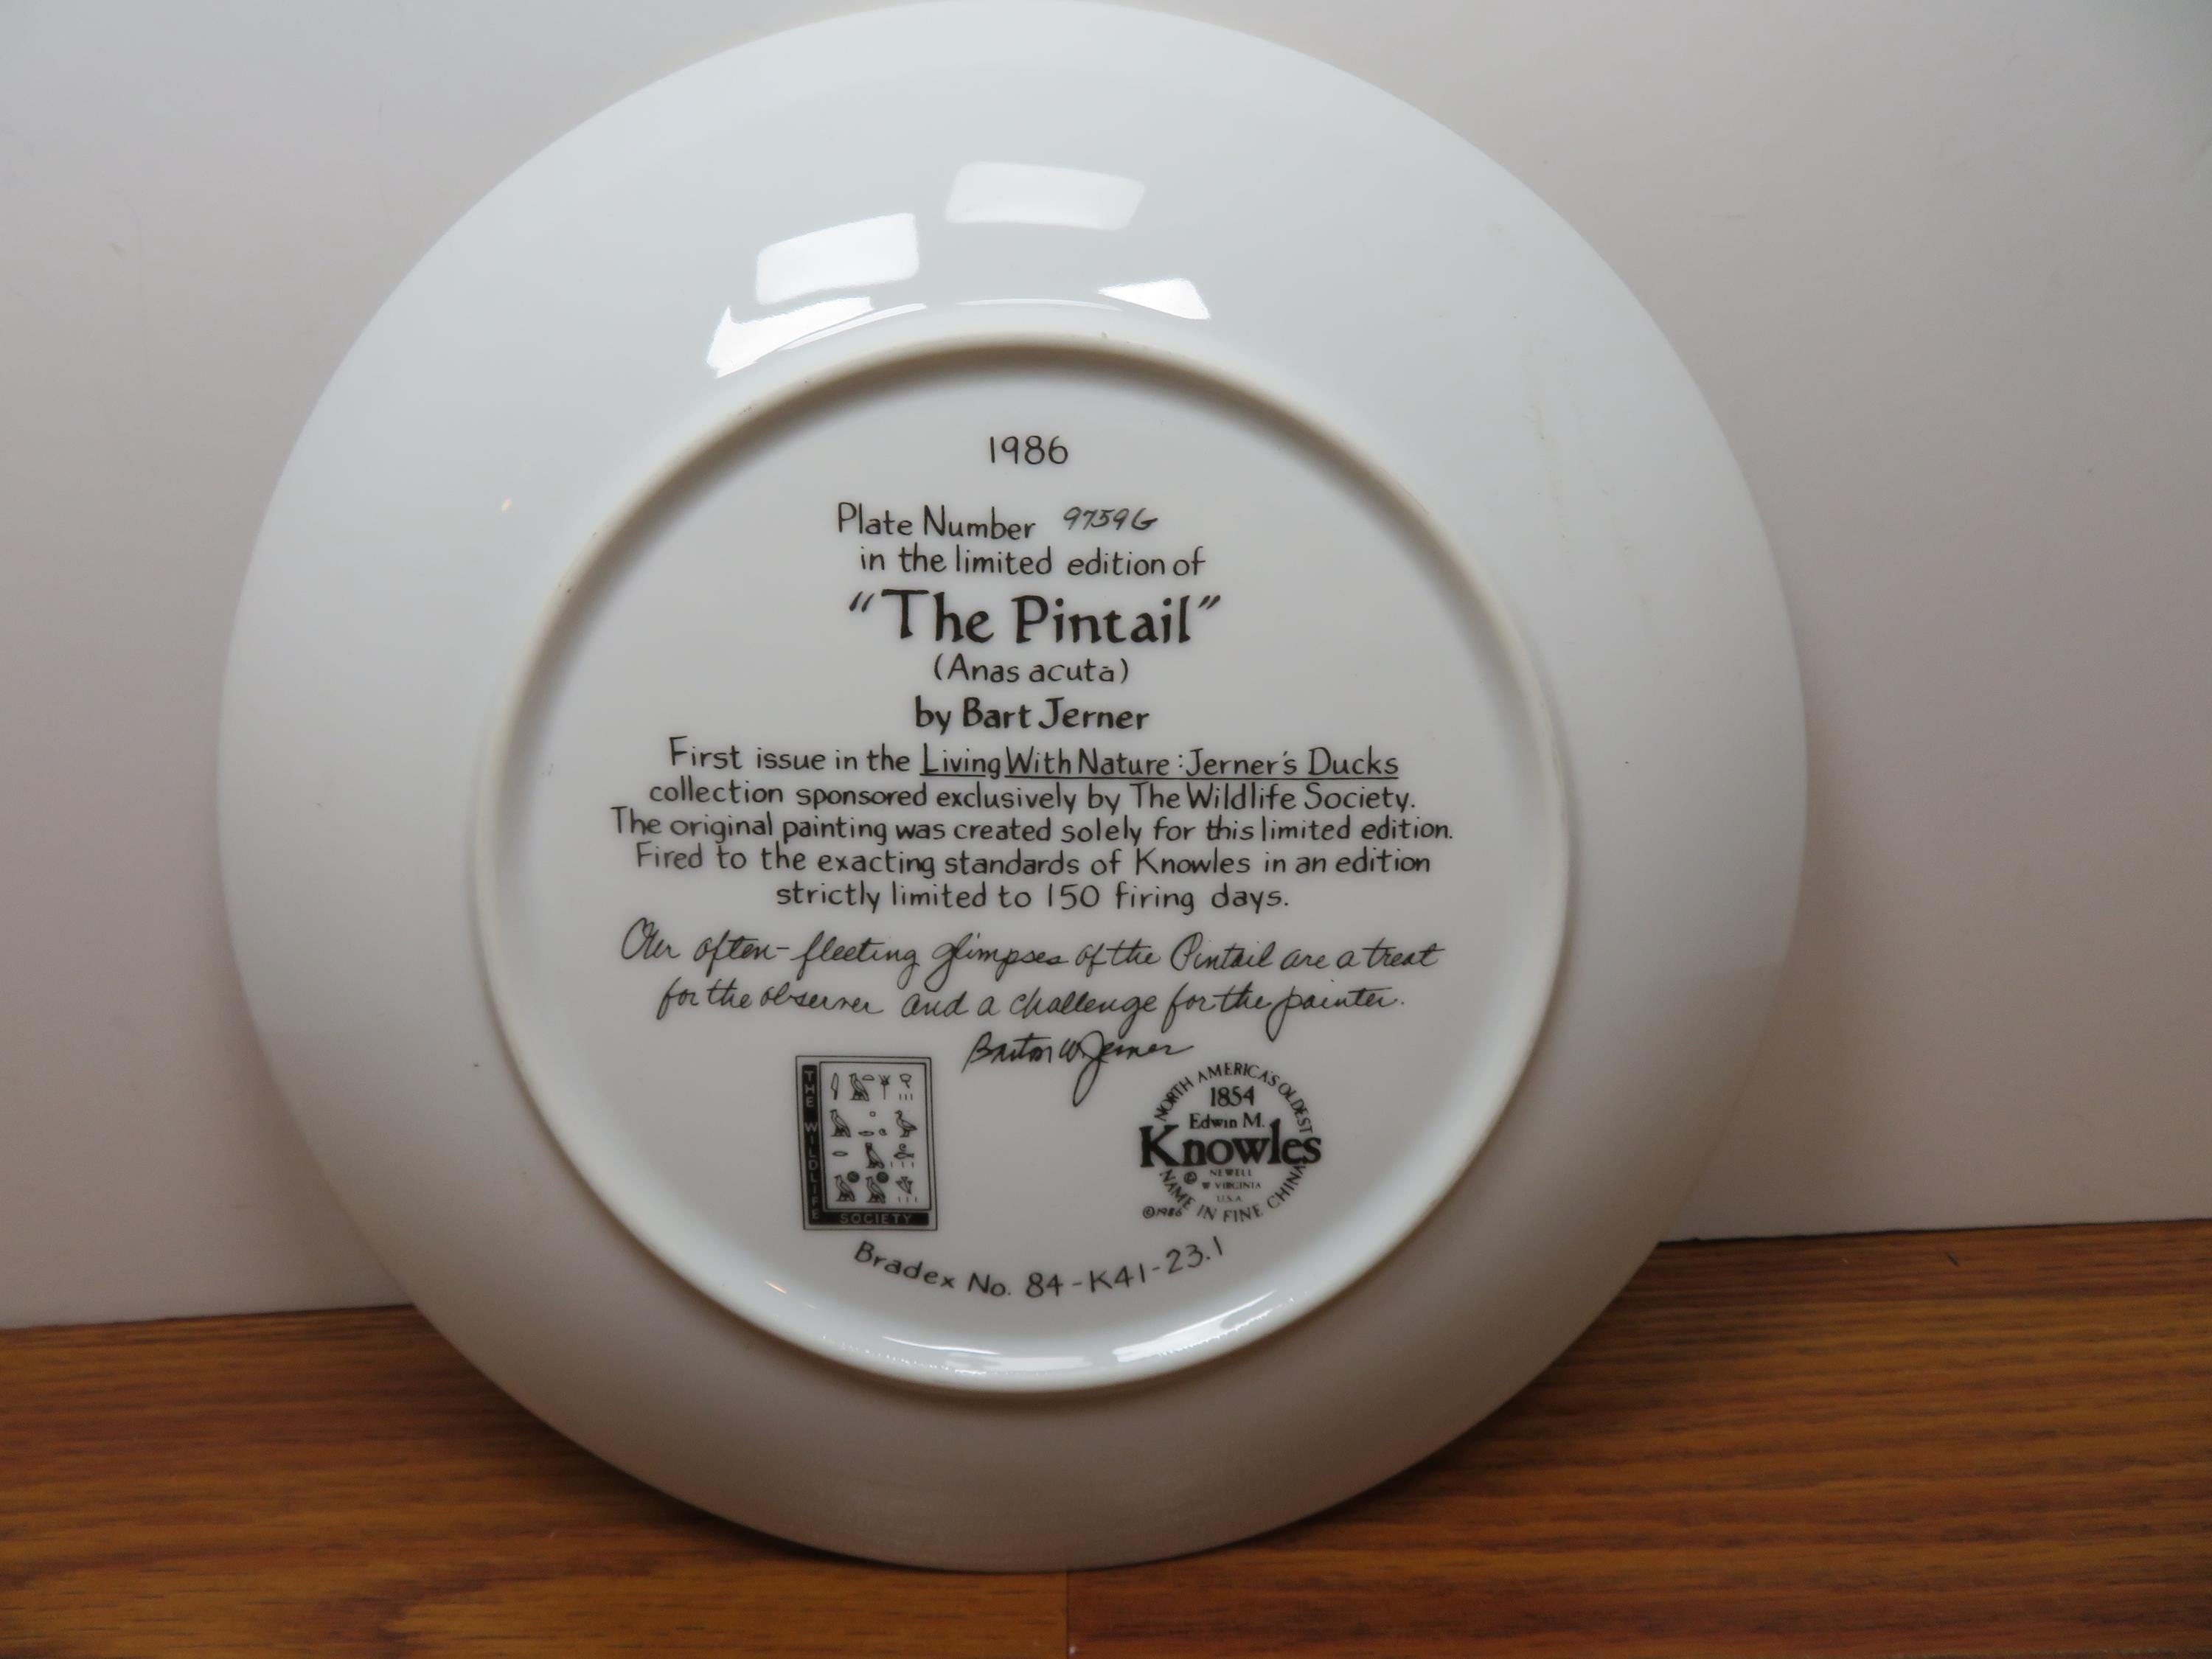 1986
Plate Number 9759G
in the limited edition of
"The Pintail"
(Anas acuta)
by Bart Jerner
First issue in the Living With Nature: Jerner's Ducks
collection sponsored exclusively by The Wildlife Society.
The original painting was created solely for this limited edition.
Fired to the exacting standards of Knowles in an edition
strictly limited to 150 firing days.
Our often-fleeting glimpses of the Pintail are a treat
for the observer and a challenge for the painter.
Barton W. Jerner
THE WILDLIFE
SOCIETY
NORTH AMERICA'S OLDEST
1854
Edwin M.
Knowles
©
NEWELL
W VIRGINIA
U.S.A
NAME IN FINE CHINA
©1986
Bradex No. 84-K41-23.1